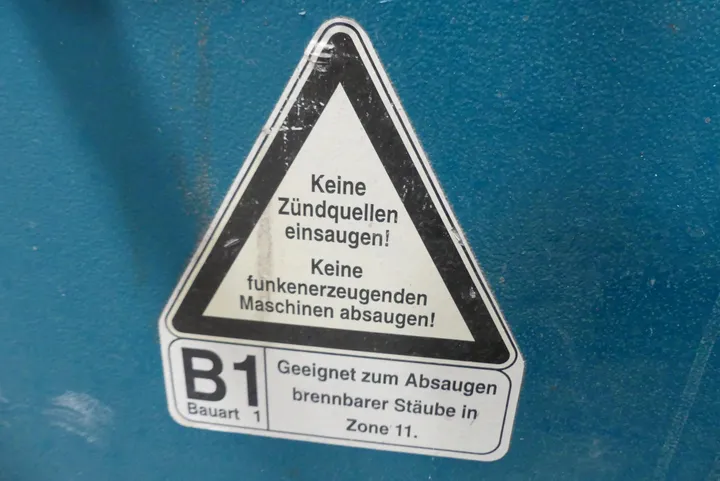 Keine
Zündquellen
einsaugen!
Keine
funkenerzeugenden
Maschinen absaugen!
B1
Bauart 1
Geeignet zum Absaugen
brennbarer Stäube in
Zone 11.